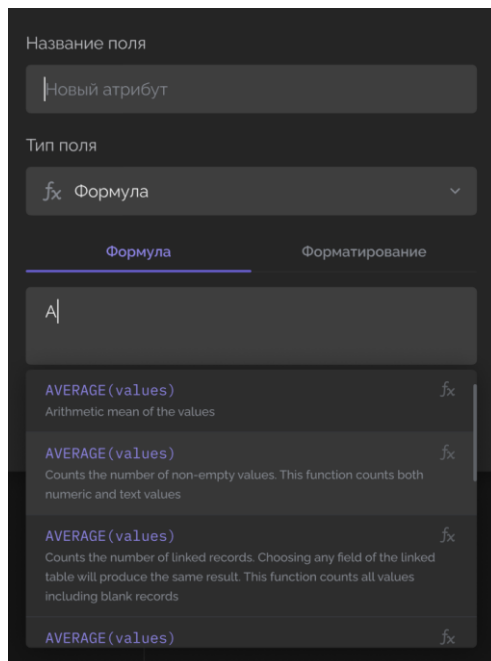 Название поля
Новый атрибут
Тип поля
fx Формула
Формула Форматирование
A
AVERAGE(values) fx
Arithmetic mean of the values
AVERAGE(values) fx
Counts the number of non-empty values. This function counts both
numeric and text values
AVERAGE(values) fx
Counts the number of linked records. Choosing any field of the linked
table will produce the same result. This function counts all values
including blank records
AVERAGE(values) fx